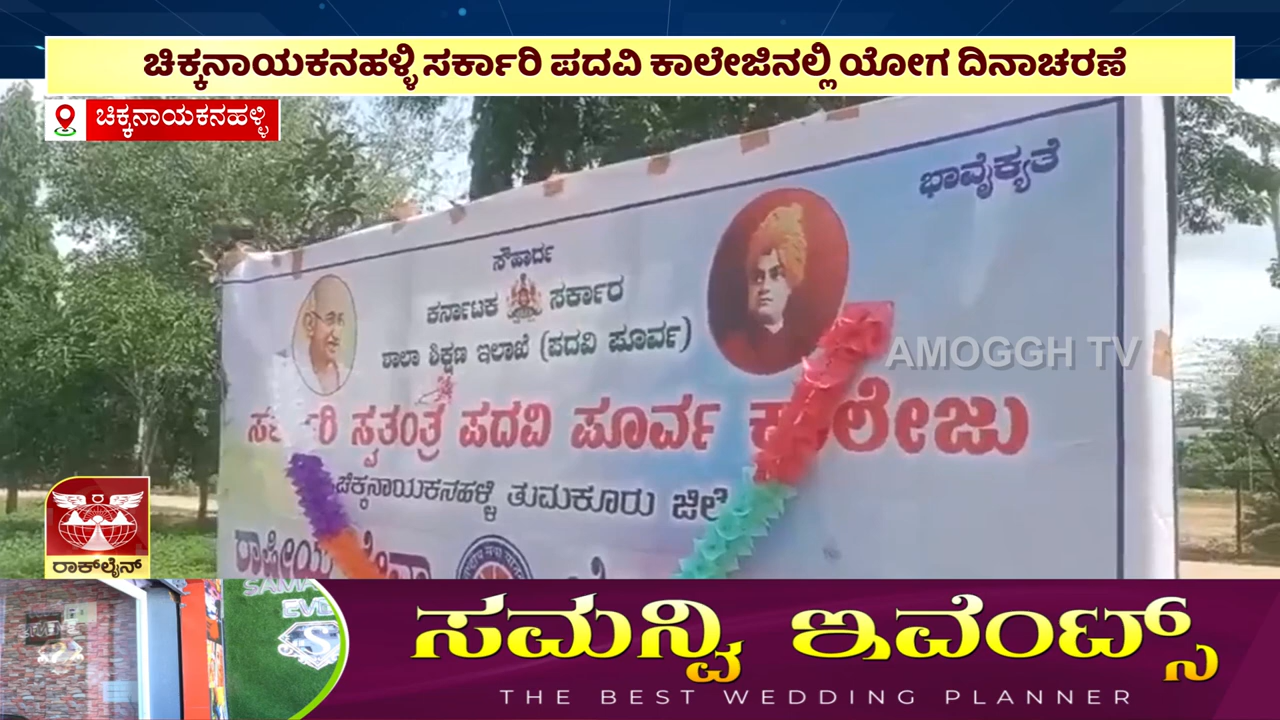 ಚಿಕ್ಕನಾಯಕನಹಳ್ಳಿ ಸರ್ಕಾರಿ ಪದವಿ ಕಾಲೇಜಿನಲ್ಲಿ ಯೋಗ ದಿನಾಚರಣೆ
ಚಿಕ್ಕನಾಯಕನಹಳ್ಳಿ
ಭಾವೈಕ್ಯತೆ
ಸೌಹಾರ್ದ
ಕರ್ನಾಟಕ ಸರ್ಕಾರ
ಶಾಲಾ ಶಿಕ್ಷಣ ಇಲಾಖೆ (ಪದವಿ ಪೂರ್ವ)
AMOGGH TV
ಸ್ವತಂತ್ರ ಪದವಿ ಪೂರ್ವ ಕಾಲೇಜು
ಚಿಕ್ಕನಾಯಕನಹಳ್ಳಿ ತುಮಕೂರು
ರಾಕ್‌ಲೈನ್
ಸಮನ್ವಿ ಇವೆಂಟ್ಸ್
THE BEST WEDDING PLANNER